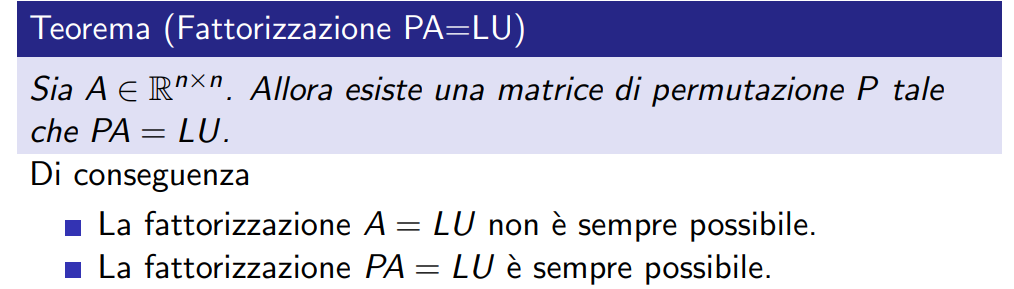 Teorema (Fattorizzazione PA=LU)
Sia A ∈ ℝⁿˣⁿ. Allora esiste una matrice di permutazione P tale
che PA = LU.
Di conseguenza
La fattorizzazione A = LU non è sempre possibile.
La fattorizzazione PA = LU è sempre possibile.